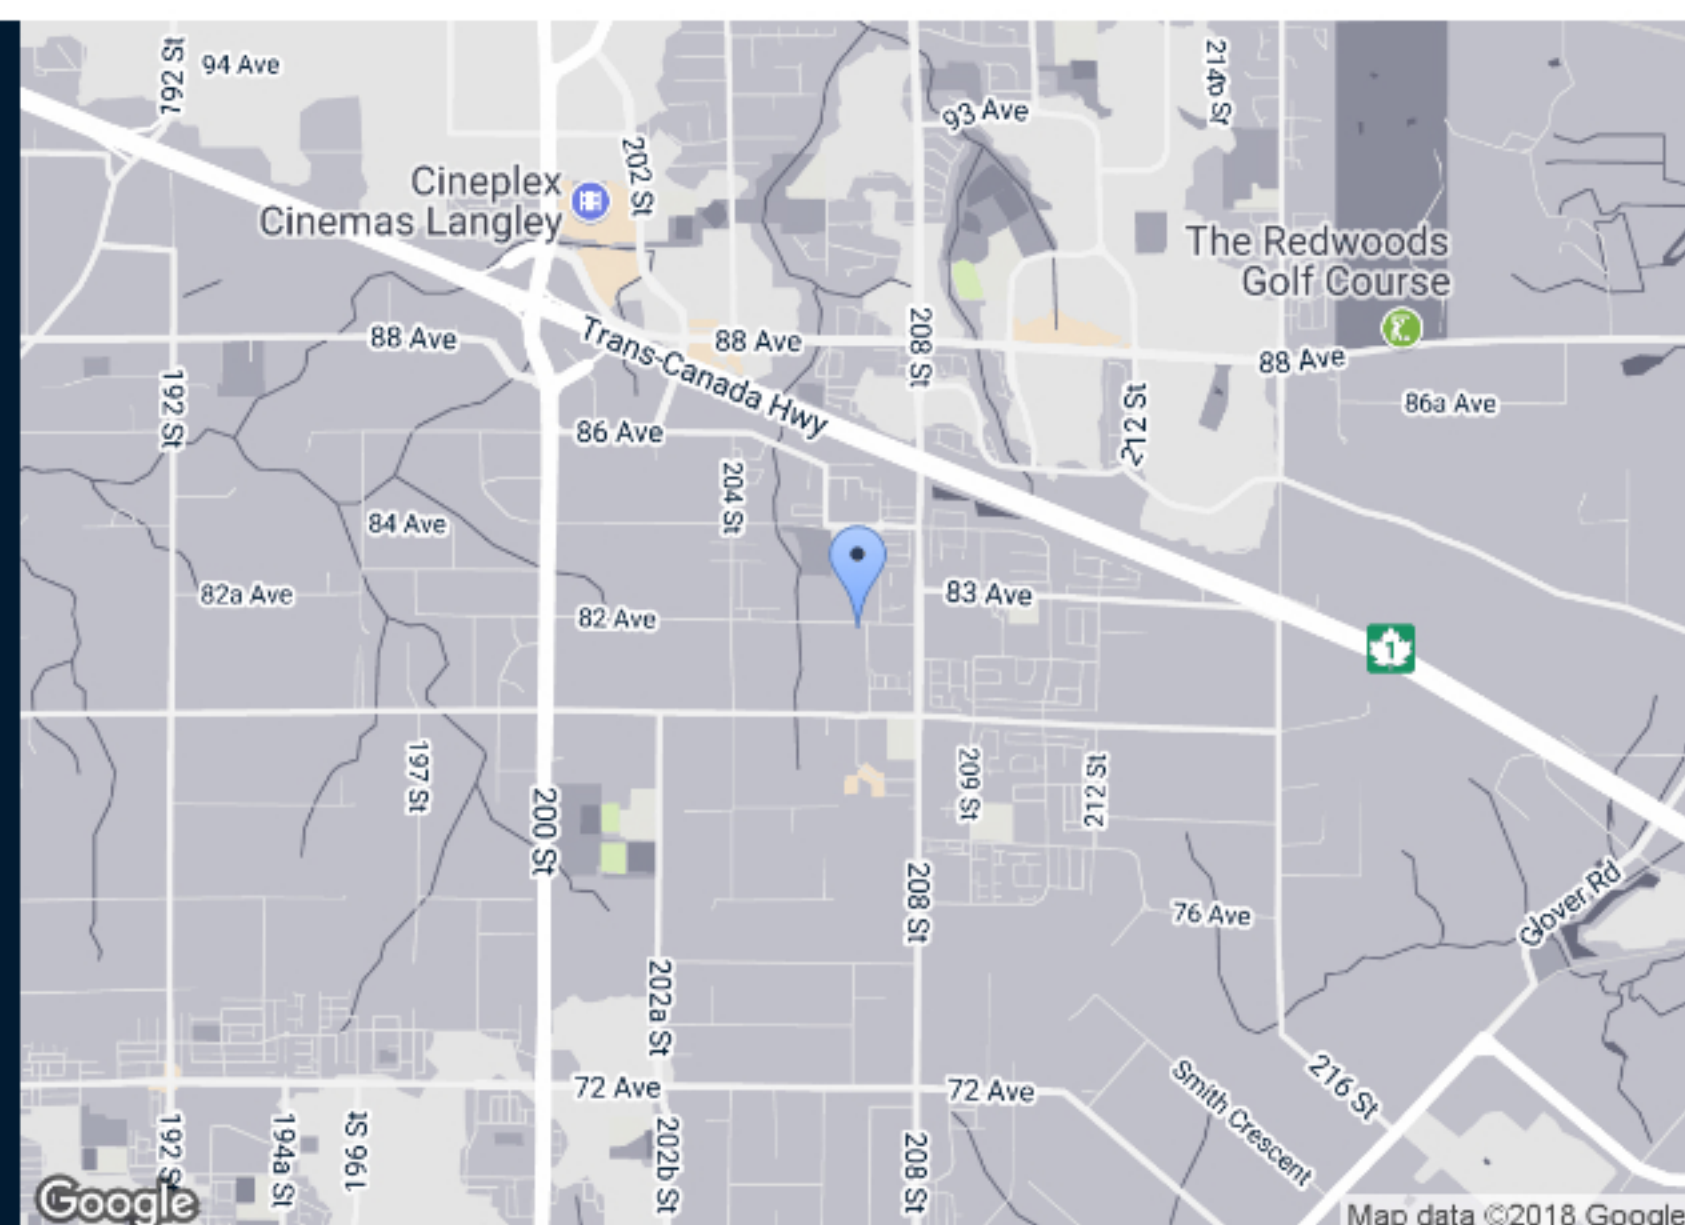 192 St
94 Ave
214b St
93 Ave
202 St
Cineplex
Cinemas Langley
The Redwoods
Golf Course
88 Ave
Trans-Canada Hwy
88 Ave
208 St
88 Ave
192 St
86a Ave
212 St
86 Ave
204 St
84 Ave
82a Ave
82 Ave
83 Ave
1
197 St
200 St
209 St
212 St
208 St
76 Ave
Glover Rd
202a St
72 Ave
72 Ave
Smith Crescent
216 St
192 St
194a St
196 St
202b St
208 St
Google
Map data ©2018 Google